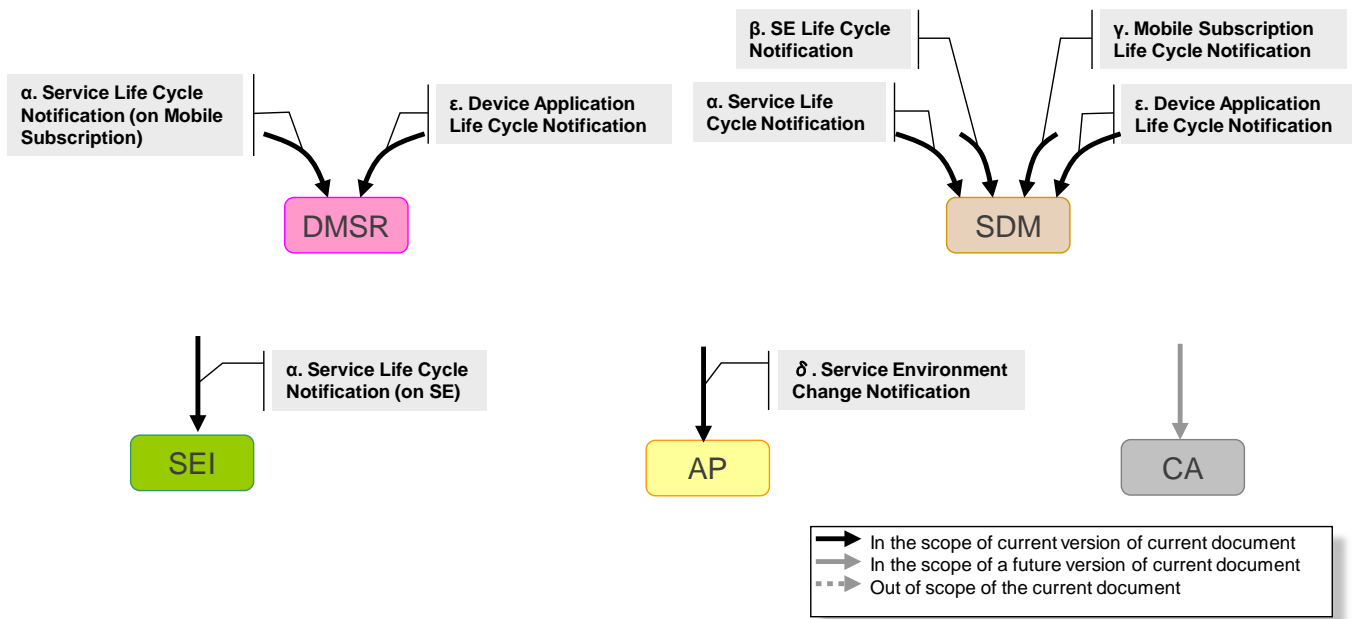 β. SE Life Cycle
Notification
γ. Mobile Subscription
Life Cycle Notification
α. Service Life Cycle
Notification (on Mobile
Subscription)
ε. Device Application
Life Cycle Notification
α. Service Life
Cycle Notification
ε. Device Application
Life Cycle Notification
DMSR
SDM
α. Service Life Cycle
Notification (on SE)
δ. Service Environment
Change Notification
SEI
AP
CA
In the scope of current version of current document
In the scope of a future version of current document
Out of scope of the current document